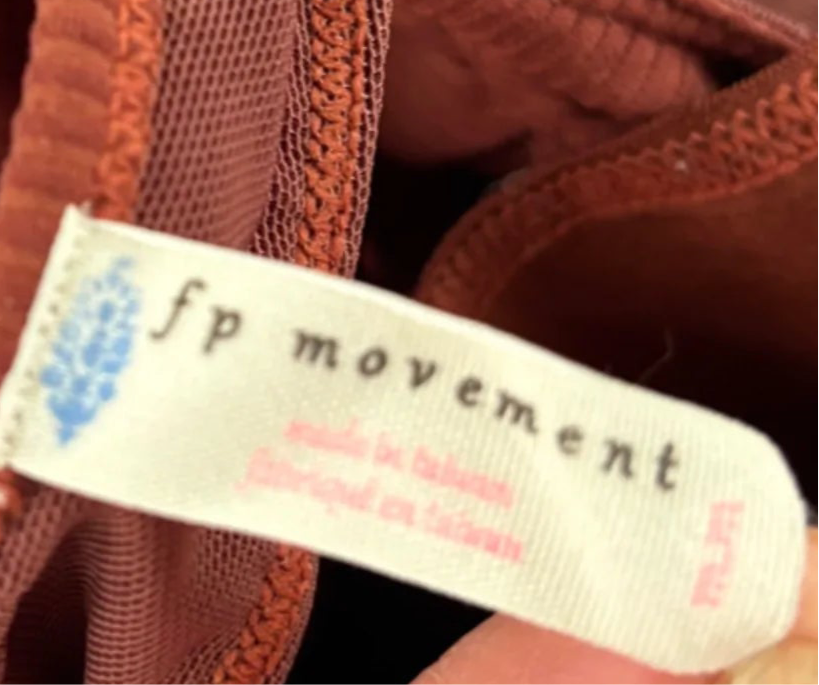 fp movement
made in taiwan
fabriqué en taiwan